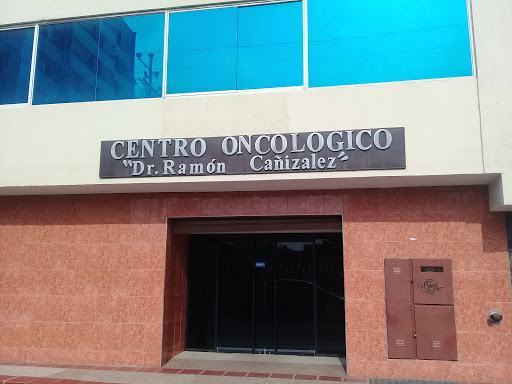 CENTRO ONCOLOGICO
"Dr. Ramón Cañizalez"